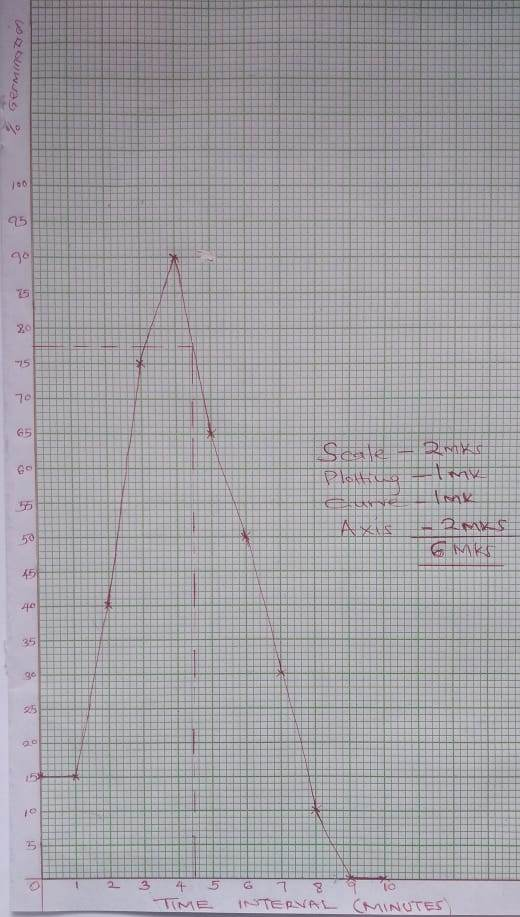 % GERMINATION
100
95
90
85
80
75
70
65
60
55
50
45
40
35
30
25
20
15
10
5
0 1 2 3 4 5 6 7 8 9 10
TIME INTERVAL (MINUTES)
Scale - 2mks
Plotting - 1mk
Curve - 1mk
Axis - 2mks
6 mks